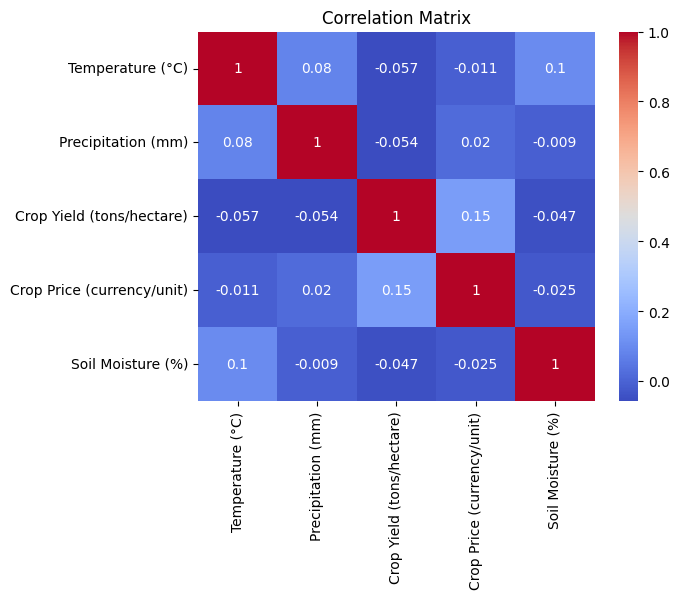 Correlation Matrix
Temperature (°C) 1 0.08 -0.057 -0.011 0.1
Precipitation (mm) 0.08 1 -0.054 0.02 -0.009
Crop Yield (tons/hectare) -0.057 -0.054 1 0.15 -0.047
Crop Price (currency/unit) -0.011 0.02 0.15 1 -0.025
Soil Moisture (%) 0.1 -0.009 -0.047 -0.025 1
Temperature (°C)
Precipitation (mm)
Crop Yield (tons/hectare)
Crop Price (currency/unit)
Soil Moisture (%)
1.0
0.8
0.6
0.4
0.2
0.0